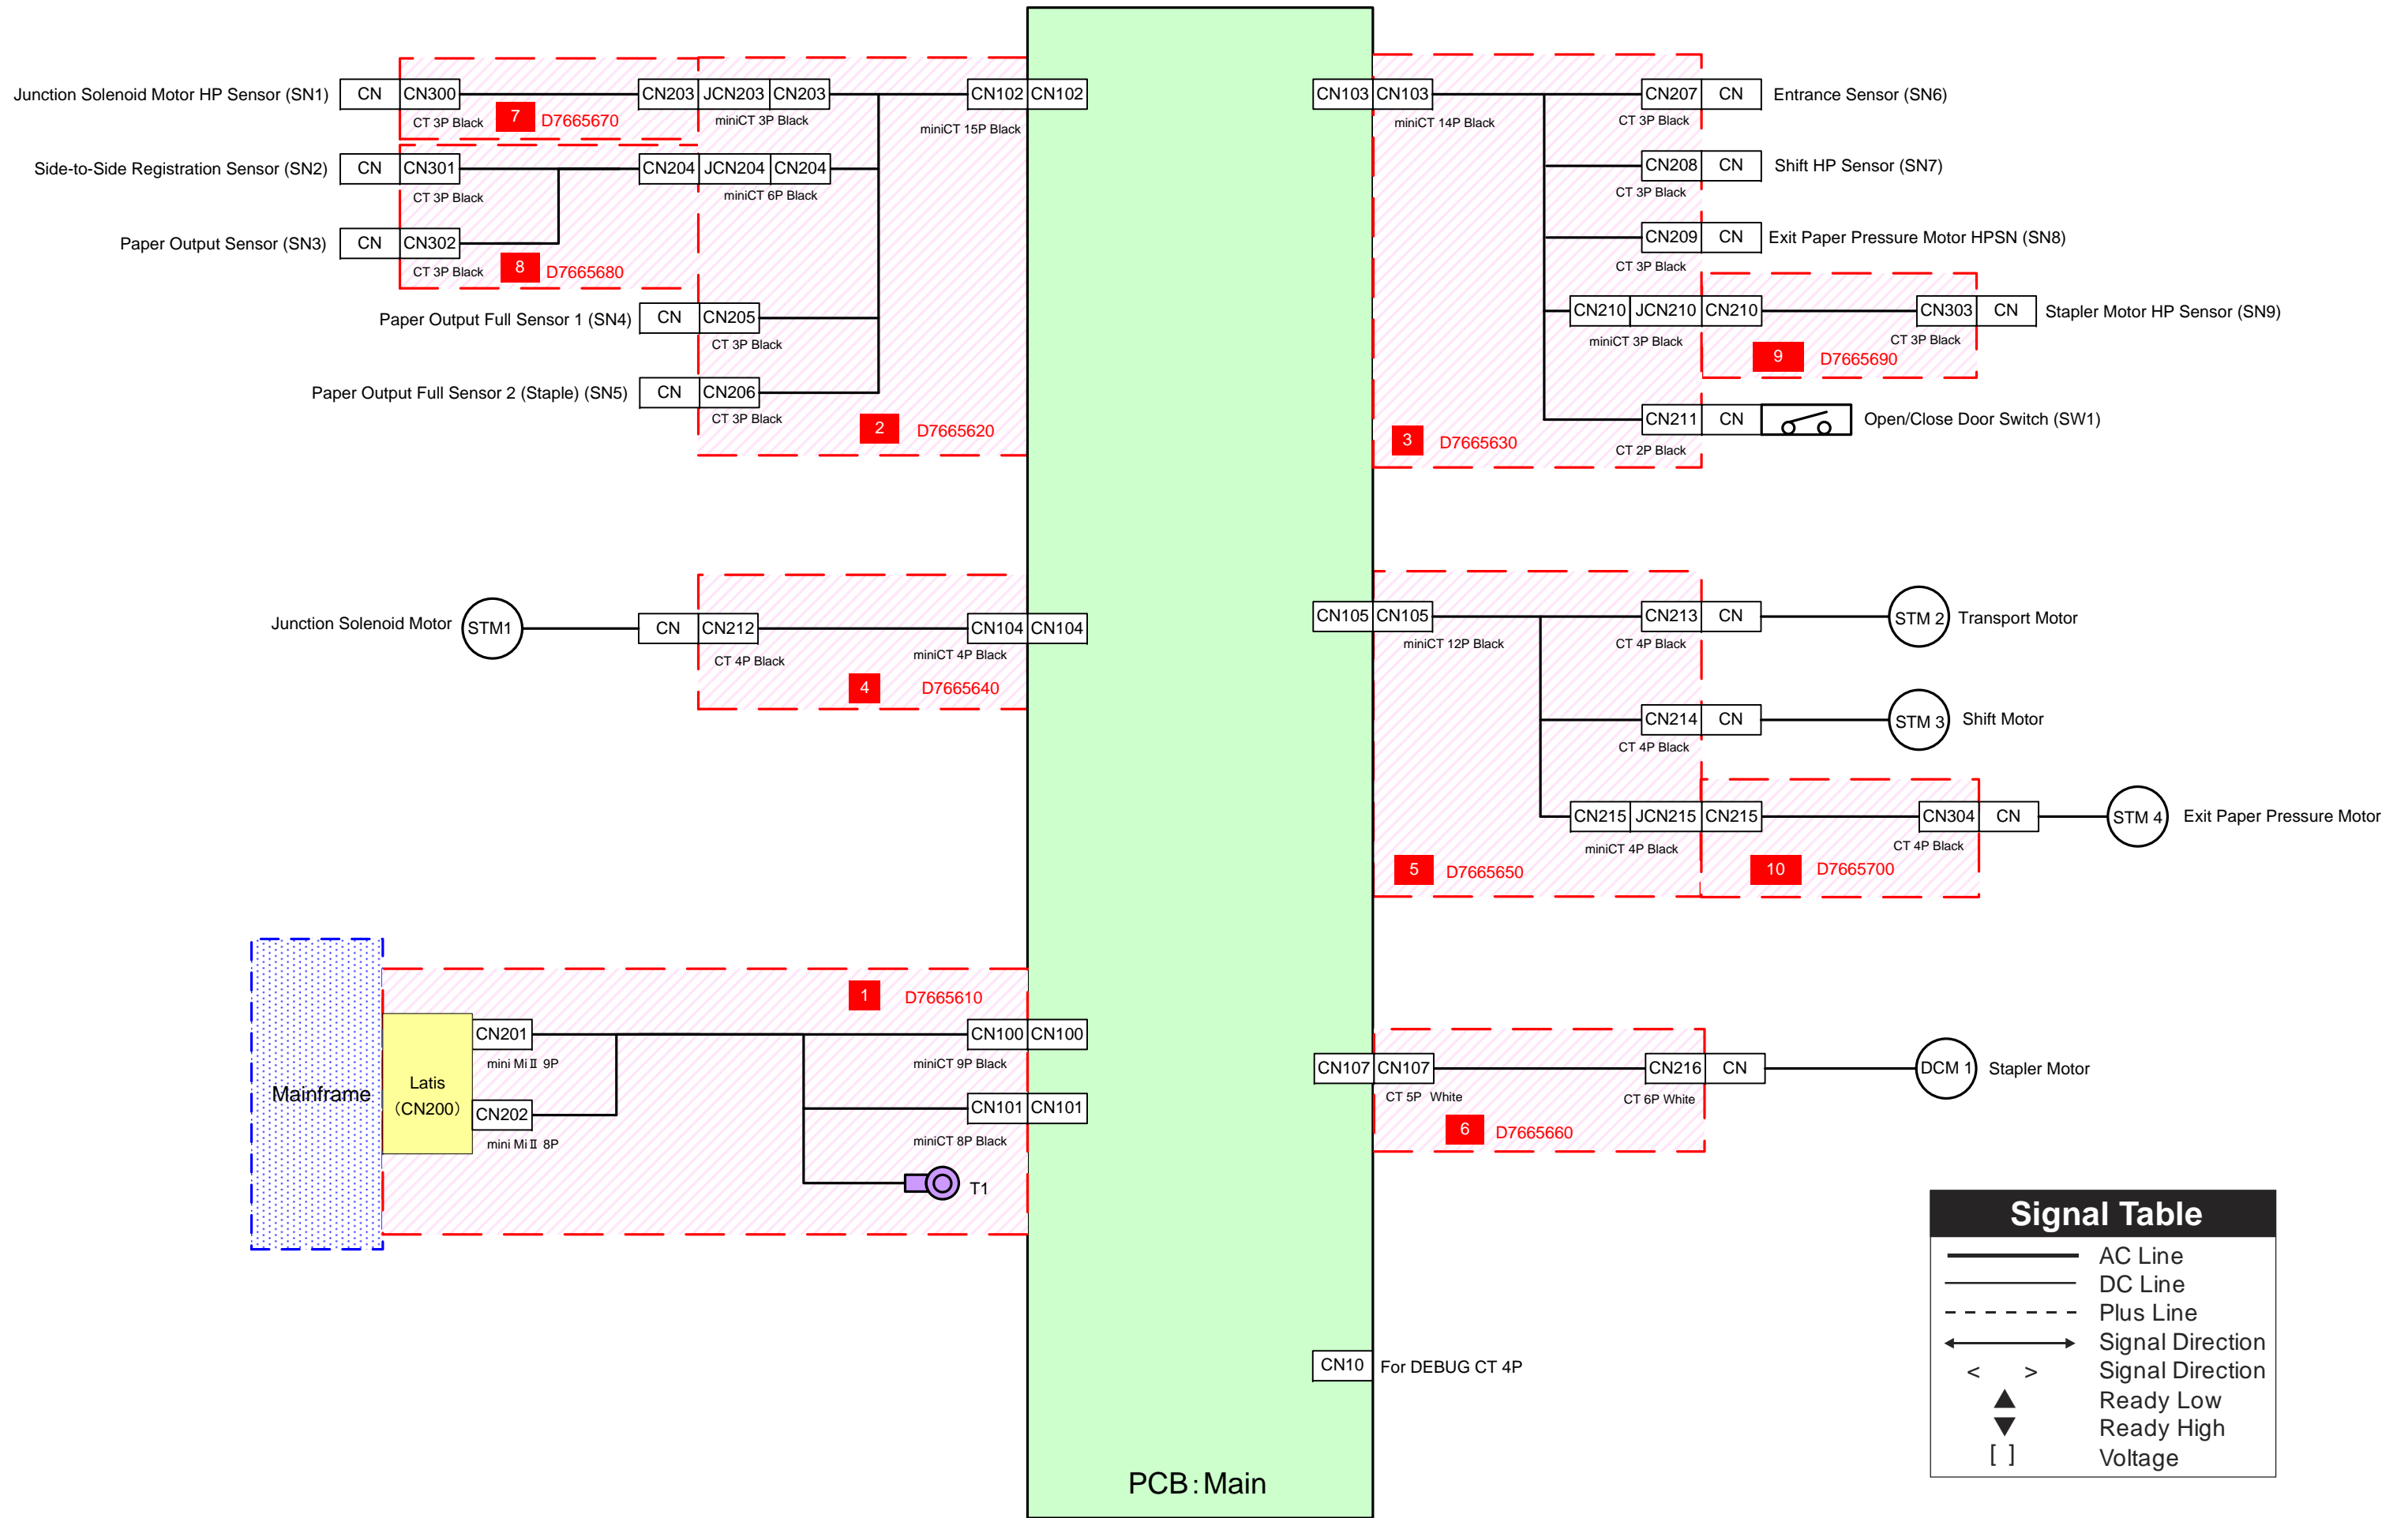 Junction Solenoid Motor HP Sensor (SN1) CN CN300 CN203 JCN203 CN203 CN102 CN102
CT 3P Black 7 D7665670 miniCT 3P Black miniCT 15P Black
Side-to-Side Registration Sensor (SN2) CN CN301 CN204 JCN204 CN204
CT 3P Black miniCT 6P Black
Paper Output Sensor (SN3) CN CN302
CT 3P Black 8 D7665680
Paper Output Full Sensor 1 (SN4) CN CN205
CT 3P Black
Paper Output Full Sensor 2 (Staple) (SN5) CN CN206
CT 3P Black
2 D7665620
Junction Solenoid Motor STM1 CN CN212 CN104 CN104
CT 4P Black miniCT 4P Black
4 D7665640
Mainframe
Latis
（CN200）
1 D7665610
CN201 CN100 CN100
mini MiⅡ 9P miniCT 9P Black
CN202 CN101 CN101
mini MiⅡ 8P miniCT 8P Black
T1
PCB：Main
CN103 CN103 CN207 CN Entrance Sensor (SN6)
miniCT 14P Black CT 3P Black
CN208 CN Shift HP Sensor (SN7)
CT 3P Black
CN209 CN Exit Paper Pressure Motor HPSN (SN8)
CT 3P Black
CN210 JCN210 CN210 CN303 CN Stapler Motor HP Sensor (SN9)
miniCT 3P Black CT 3P Black
9 D7665690
CN211 CN Open/Close Door Switch (SW1)
3 D7665630 CT 2P Black
CN105 CN105 CN213 CN STM 2 Transport Motor
miniCT 12P Black CT 4P Black
CN214 CN STM 3 Shift Motor
CT 4P Black
CN215 JCN215 CN215 CN304 CN STM 4 Exit Paper Pressure Motor
miniCT 4P Black CT 4P Black
5 D7665650 10 D7665700
CN107 CN107 CN216 CN DCM 1 Stapler Motor
CT 5P White CT 6P White
6 D7665660
CN10 For DEBUG CT 4P
Signal Table
AC Line
DC Line
Plus Line
Signal Direction
< > Signal Direction
▲ Ready Low
▼ Ready High
[ ] Voltage